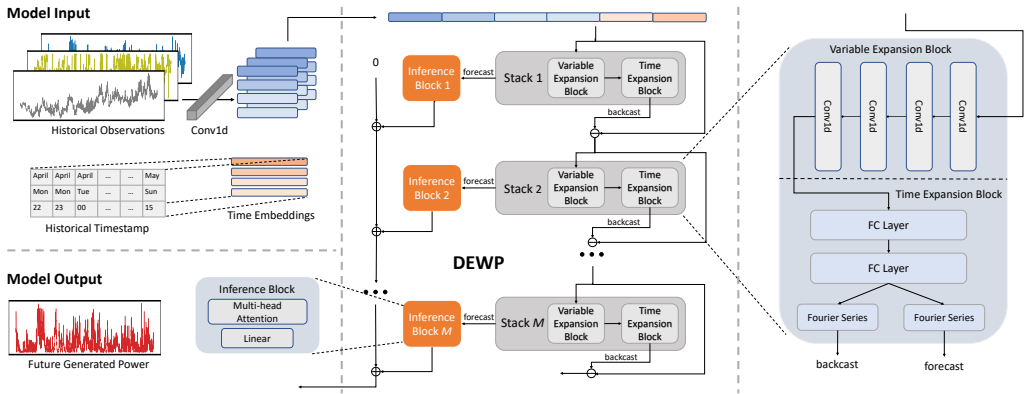 Model Input
Historical Observations
Conv1d
April April April ... ... May
Mon Mon Tue ... ... Sun
22 23 00 ... ... 15
Historical Timestamp
Time Embeddings
Model Output
Future Generated Power
Inference Block
Multi-head
Attention
Linear
0
Inference
Block 1
forecast
Stack 1
Variable
Expansion
Block
Time
Expansion
Block
backcast
Inference
Block 2
forecast
Stack 2
Variable
Expansion
Block
Time
Expansion
Block
backcast
DEWP
Inference
Block M
forecast
Stack M
Variable
Expansion
Block
Time
Expansion
Block
backcast
Variable Expansion Block
Conv1d
Conv1d
Conv1d
Conv1d
Time Expansion Block
FC Layer
FC Layer
Fourier Series
Fourier Series
backcast
forecast